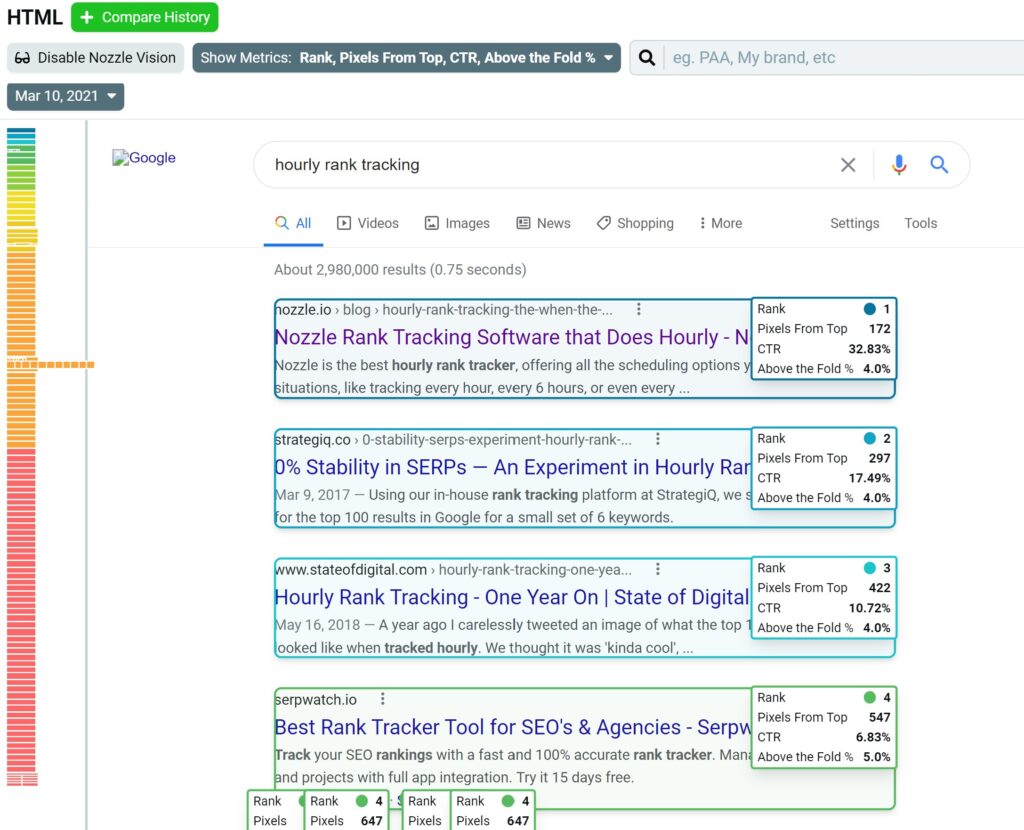 HTML + Compare History
Disable Nozzle Vision Show Metrics: Rank, Pixels From Top, CTR, Above the Fold % eg. PAA, My brand, etc
Mar 10, 2021
Google hourly rank tracking
All Videos Images News Shopping More Settings Tools
About 2,980,000 results (0.75 seconds)
nozzle.io › blog › hourly-rank-tracking-the-when-the-...
Nozzle Rank Tracking Software that Does Hourly - N
Nozzle is the best hourly rank tracker, offering all the scheduling options y
situations, like tracking every hour, every 6 hours, or even every ...
Rank 1
Pixels From Top 172
CTR 32.83%
Above the Fold % 4.0%
strategiq.co › 0-stability-serps-experiment-hourly-rank-...
0% Stability in SERPs — An Experiment in Hourly Ran
Mar 9, 2017 — Using our in-house rank tracking platform at StrategiQ, we s
for the top 100 results in Google for a small set of 6 keywords.
Rank 2
Pixels From Top 297
CTR 17.49%
Above the Fold % 4.0%
www.stateofdigital.com › hourly-rank-tracking-one-yea...
Hourly Rank Tracking - One Year On | State of Digital
May 16, 2018 — A year ago I carelessly tweeted an image of what the top 1
looked like when tracked hourly. We thought it was 'kinda cool', ...
Rank 3
Pixels From Top 422
CTR 10.72%
Above the Fold % 4.0%
serpwatch.io
Best Rank Tracker Tool for SEO's & Agencies - Serpw
Track your SEO rankings with a fast and 100% accurate rank tracker. Mana
and projects with full app integration. Try it 15 days free.
Rank 4
Pixels From Top 547
CTR 6.83%
Above the Fold % 5.0%
Rank Rank 4 Rank Rank 4
Pixels Pixels 647 Pixels Pixels 647